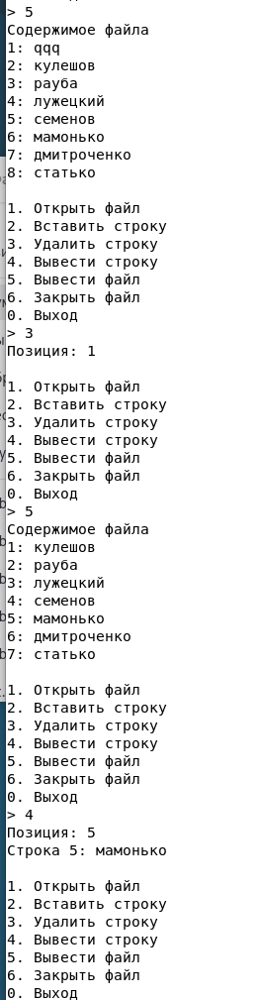 > 5
Содержимое файла
1: qqq
2: кулешов
3: рауба
4: лужецкий
5: семенов
6: мамонько
7: дмитроченко
8: статько
1. Открыть файл
2. Вставить строку
3. Удалить строку
4. Вывести строку
5. Вывести файл
6. Закрыть файл
0. Выход
> 3
Позиция: 1
1. Открыть файл
2. Вставить строку
3. Удалить строку
4. Вывести строку
5. Вывести файл
6. Закрыть файл
0. Выход
> 5
Содержимое файла
1: кулешов
2: рауба
3: лужецкий
4: семенов
5: мамонько
6: дмитроченко
7: статько
1. Открыть файл
2. Вставить строку
3. Удалить строку
4. Вывести строку
5. Вывести файл
6. Закрыть файл
0. Выход
> 4
Позиция: 5
Строка 5: мамонько
1. Открыть файл
2. Вставить строку
3. Удалить строку
4. Вывести строку
5. Вывести файл
6. Закрыть файл
0. Выход